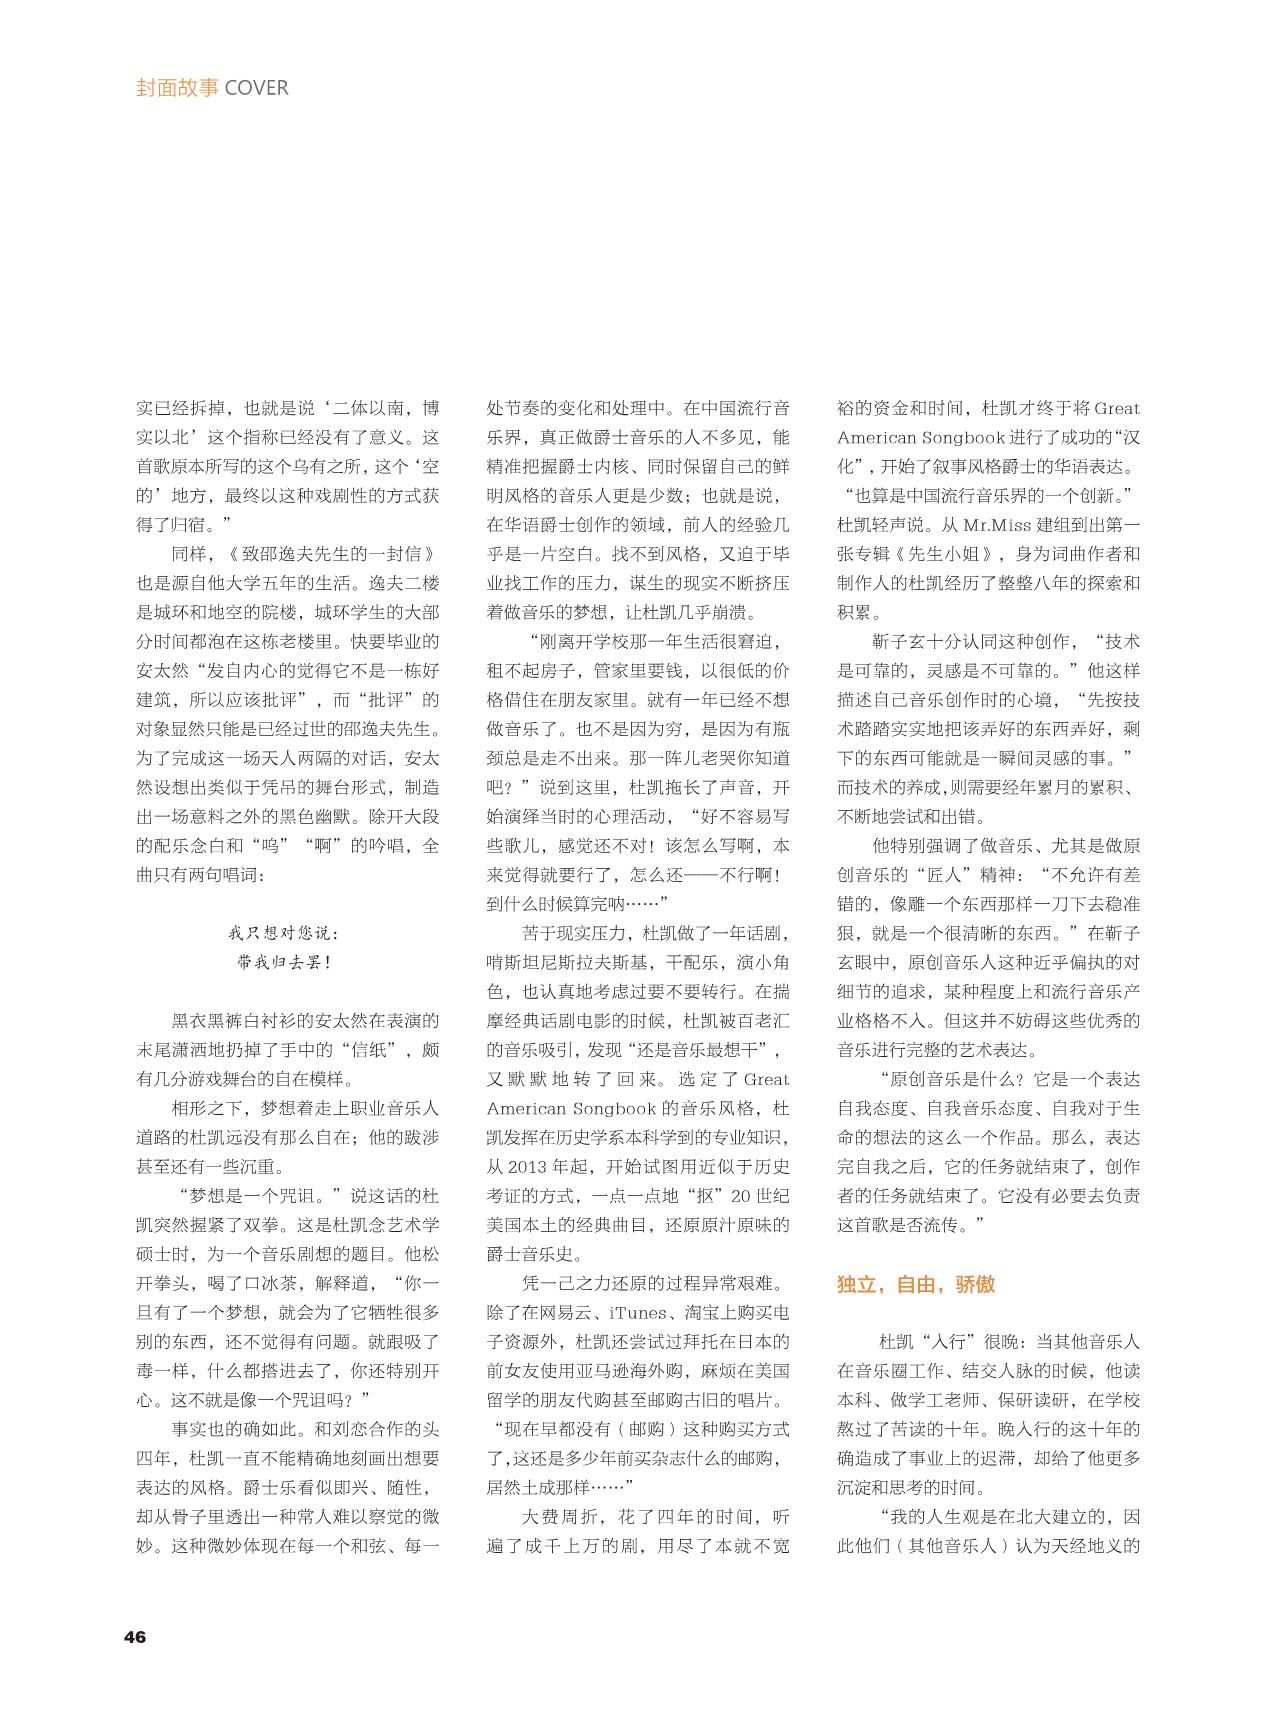 封面故事 COVER
实已经拆掉，也就是说‘二体以南，博
实以北’这个指称已经没有了意义。这
首歌原本所写的这个乌有之所，这个‘空
的’地方，最终以这种戏剧性的方式获
得了归宿。”
同样，《致邵逸夫先生的一封信》
也是源自他大学五年的生活。逸夫二楼
是城环和地空的院楼，城环学生的大部
分时间都泡在这栋老楼里。快要毕业的
安太然“发自内心的觉得它不是一栋好
建筑，所以应该批评”，而“批评”的
对象显然只能是已经过世的邵逸夫先生。
为了完成这一场天人两隔的对话，安太
然设想出类似于凭吊的舞台形式，制造
出一场意料之外的黑色幽默。除开大段
的配乐念白和“呜”“啊”的吟唱，全
曲只有两句唱词：
我只想对您说：
带我归去罢！
黑衣黑裤白衬衫的安太然在表演的
末尾潇洒地扔掉了手中的“信纸”，颇
有几分游戏舞台的自在模样。
相形之下，梦想着走上职业音乐人
道路的杜凯远没有那么自在；他的跋涉
甚至还有一些沉重。
“梦想是一个咒诅。”说这话的杜
凯突然握紧了双拳。这是杜凯念艺术学
硕士时，为一个音乐剧想的题目。他松
开拳头，喝了口冰茶，解释道，“你一
旦有了一个梦想，就会为了它牺牲很多
别的东西，还不觉得有问题。就跟吸了
毒一样，什么都搭进去了，你还特别开
心。这不就是像一个咒诅吗？”
事实也的确如此。和刘恋合作的头
四年，杜凯一直不能精确地刻画出想要
表达的风格。爵士乐看似即兴、随性，
却从骨子里透出一种常人难以察觉的微
妙。这种微妙体现在每一个和弦、每一
处节奏的变化和处理中。在中国流行音
乐界，真正做爵士音乐的人不多见，能
精准把握爵士内核、同时保留自己的鲜
明风格的音乐人更是少数；也就是说，
在华语爵士创作的领域，前人的经验几
乎是一片空白。找不到风格，又迫于毕
业找工作的压力，谋生的现实不断挤压
着做音乐的梦想，让杜凯几乎崩溃。
“刚离开学校那一年生活很窘迫，
租不起房子，管家里要钱，以很低的价
格借住在朋友家里。就有一年已经不想
做音乐了。也不是因为穷，是因为有瓶
颈总是走不出来。那一阵儿老哭你知道
吧？”说到这里，杜凯拖长了声音，开
始演绎当时的心理活动，“好不容易写
些歌儿，感觉还不对！该怎么写啊，本
来觉得就要行了，怎么还——不行啊！
到什么时候算完呐……”
苦于现实压力，杜凯做了一年话剧，
啃斯坦尼斯拉夫斯基，干配乐，演小角
色，也认真地考虑过要不要转行。在揣
摩经典话剧电影的时候，杜凯被百老汇
的音乐吸引，发现“还是音乐最想干”，
又默默地转了回来。选定了 Great
American Songbook 的音乐风格，杜
凯发挥在历史学系本科学到的专业知识，
从 2013 年起，开始试图用近似于历史
考证的方式，一点一点地“抠”20 世纪
美国本土的经典曲目，还原原汁原味的
爵士音乐史。
凭一己之力还原的过程异常艰难。
除了在网易云、iTunes、淘宝上购买电
子资源外，杜凯还尝试过拜托在日本的
前女友使用亚马逊海外购，麻烦在美国
留学的朋友代购甚至邮购古旧的唱片。
“现在早都没有（邮购）这种购买方式
了，这还是多少年前买杂志什么的邮购，
居然土成那样……”
大费周折，花了四年的时间，听
遍了成千上万的剧，用尽了本就不宽
裕的资金和时间，杜凯才终于将 Great
American Songbook 进行了成功的“汉
化”，开始了叙事风格爵士的华语表达。
“也算是中国流行音乐界的一个创新。”
杜凯轻声说。从 Mr.Miss 建组到出第一
张专辑《先生小姐》，身为词曲作者和
制作人的杜凯经历了整整八年的探索和
积累。
靳子玄十分认同这种创作，“技术
是可靠的，灵感是不可靠的。”他这样
描述自己音乐创作时的心境，“先按技
术踏踏实实地把该弄好的东西弄好，剩
下的东西可能就是一瞬间灵感的事。”
而技术的养成，则需要经年累月的累积、
不断地尝试和出错。
他特别强调了做音乐、尤其是做原
创音乐的“匠人”精神：“不允许有差
错的，像雕一个东西那样一刀下去稳准
狠，就是一个很清晰的东西。”在靳子
玄眼中，原创音乐人这种近乎偏执的对
细节的追求，某种程度上和流行音乐产
业格格不入。但这并不妨碍这些优秀的
音乐进行完整的艺术表达。
“原创音乐是什么？它是一个表达
自我态度、自我音乐态度、自我对于生
命的想法的这么一个作品。那么，表达
完自我之后，它的任务就结束了，创作
者的任务就结束了。它没有必要去负责
这首歌是否流传。”
独立，自由，骄傲
杜凯“入行”很晚：当其他音乐人
在音乐圈工作、结交人脉的时候，他读
本科、做学工老师、保研读研，在学校
熬过了苦读的十年。晚入行的这十年的
确造成了事业上的迟滞，却给了他更多
沉淀和思考的时间。
“我的人生观是在北大建立的，因
此他们（其他音乐人）认为天经地义的
46